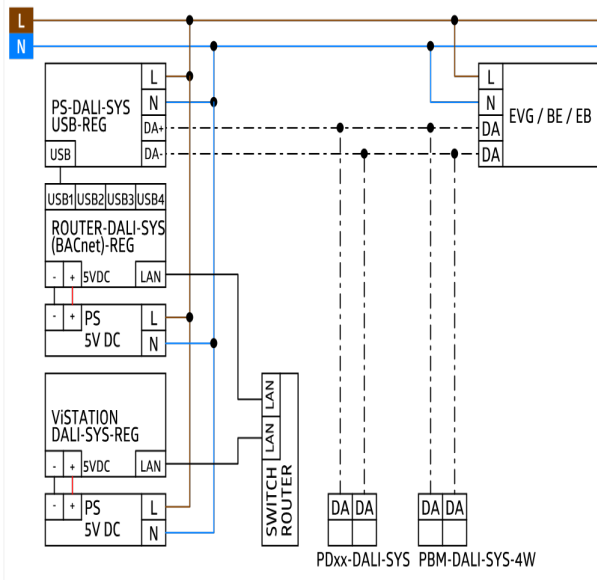 L
N
PS-DALI-SYS
USB-REG
L
N
DA+
DA-
USB
EVG / BE / EB
L
N
DA
DA
USB1 USB2 USB3 USB4
ROUTER-DALI-SYS
(BACnet)-REG
- + 5VDC LAN
- + PS
5V DC
L
N
ViSTATION
DALI-SYS-REG
- + 5VDC LAN
- + PS
5V DC
L
N
LAN
LAN
SWITCH
ROUTER
DA DA
PDxx-DALI-SYS
DA DA
PBM-DALI-SYS-4W